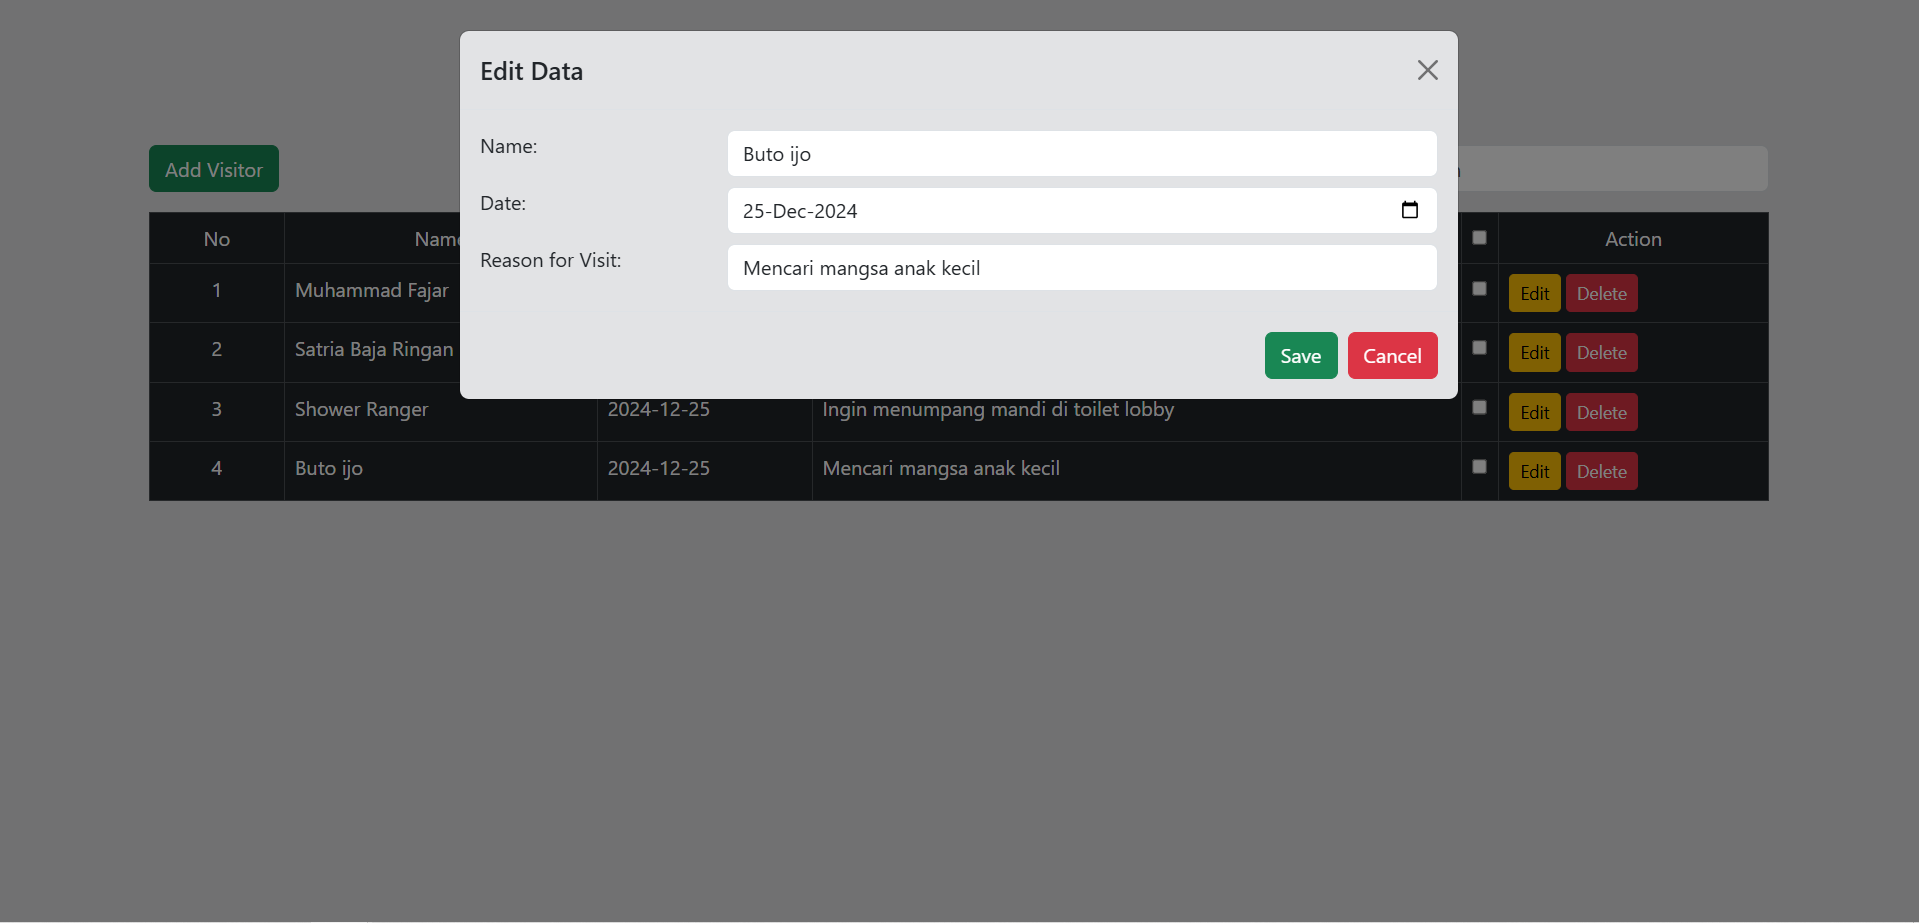 Edit Data
Name:
Buto ijo
Date:
25-Dec-2024
Reason for Visit:
Mencari mangsa anak kecil
Save Cancel
Add Visitor
No Name Action
1 Muhammad Fajar Edit Delete
2 Satria Baja Ringan Edit Delete
3 Shower Ranger 2024-12-25 Ingin menumpang mandi di toilet lobby Edit Delete
4 Buto ijo 2024-12-25 Mencari mangsa anak kecil Edit Delete